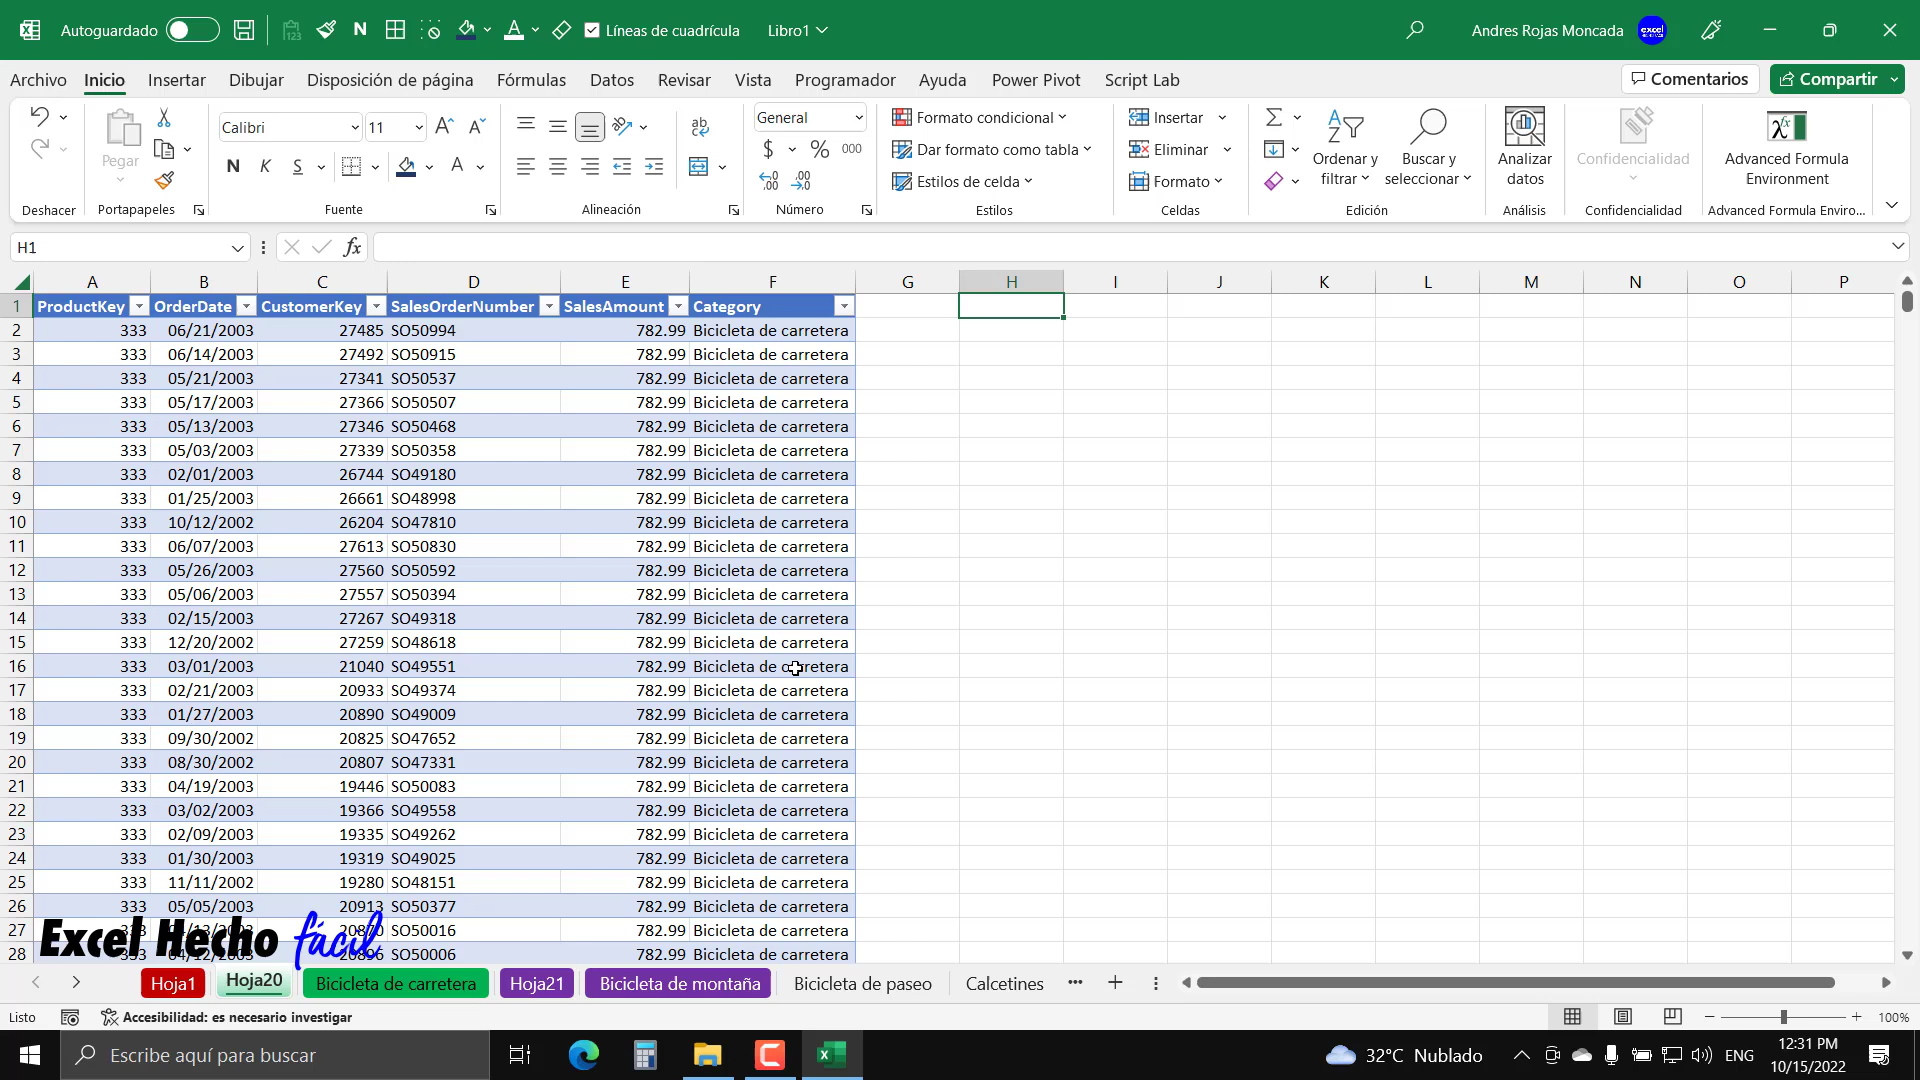 Autoguardado N A Líneas de cuadrícula Libro1 Andres Rojas Moncada
Archivo Inicio Insertar Dibujar Disposición de página Fórmulas Datos Revisar Vista Programador Ayuda Power Pivot Script Lab Comentarios Compartir
Pegar Calibri 11 General Formato condicional Insertar
N K S A $ % 000 Dar formato como tabla Eliminar
Estilos de celda Formato
Ordenar y filtrar Buscar y seleccionar Analizar datos Confidencialidad Advanced Formula Environment
Deshacer Portapapeles Fuente Alineación Número Estilos Celdas Edición Análisis Confidencialidad Advanced Formula Enviro...
H1 fx
A B C D E F G H I J K L M N O P
1 ProductKey OrderDate CustomerKey SalesOrderNumber SalesAmount Category
2 333 06/21/2003 27485 SO50994 782.99 Bicicleta de carretera
3 333 06/14/2003 27492 SO50915 782.99 Bicicleta de carretera
4 333 05/21/2003 27341 SO50537 782.99 Bicicleta de carretera
5 333 05/17/2003 27366 SO50507 782.99 Bicicleta de carretera
6 333 05/13/2003 27346 SO50468 782.99 Bicicleta de carretera
7 333 05/03/2003 27339 SO50358 782.99 Bicicleta de carretera
8 333 02/01/2003 26744 SO49180 782.99 Bicicleta de carretera
9 333 01/25/2003 26661 SO48998 782.99 Bicicleta de carretera
10 333 10/12/2002 26204 SO47810 782.99 Bicicleta de carretera
11 333 06/07/2003 27613 SO50830 782.99 Bicicleta de carretera
12 333 05/26/2003 27560 SO50592 782.99 Bicicleta de carretera
13 333 05/06/2003 27557 SO50394 782.99 Bicicleta de carretera
14 333 02/15/2003 27267 SO49318 782.99 Bicicleta de carretera
15 333 12/20/2002 27259 SO48618 782.99 Bicicleta de carretera
16 333 03/01/2003 21040 SO49551 782.99 Bicicleta de carretera
17 333 02/21/2003 20933 SO49374 782.99 Bicicleta de carretera
18 333 01/27/2003 20890 SO49009 782.99 Bicicleta de carretera
19 333 09/30/2002 20825 SO47652 782.99 Bicicleta de carretera
20 333 08/30/2002 20807 SO47331 782.99 Bicicleta de carretera
21 333 04/19/2003 19446 SO50083 782.99 Bicicleta de carretera
22 333 03/02/2003 19366 SO49558 782.99 Bicicleta de carretera
23 333 02/09/2003 19335 SO49262 782.99 Bicicleta de carretera
24 333 01/30/2003 19319 SO49025 782.99 Bicicleta de carretera
25 333 11/11/2002 19280 SO48151 782.99 Bicicleta de carretera
26 333 05/05/2003 20913 SO50377 782.99 Bicicleta de carretera
27 333 SO50016 782.99 Bicicleta de carretera
28 333 SO50006 782.99 Bicicleta de carretera
Excel Hecho fácil
Hoja1 Hoja20 Bicicleta de carretera Hoja21 Bicicleta de montaña Bicicleta de paseo Calcetines ...
Listo Accesibilidad: es necesario investigar 100%
Escribe aquí para buscar 32°C Nublado ENG 12:31 PM
10/15/2022